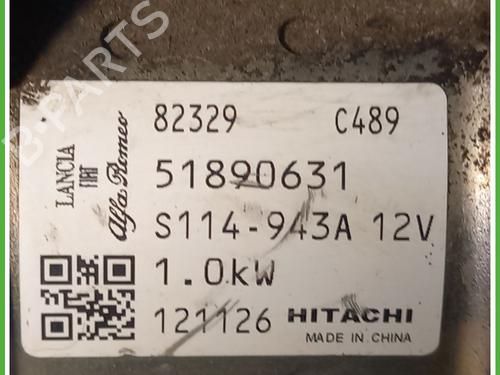 B-PARTS
LANCIA
FIAT
Alfa Romeo
82329 C489
51890631
S114-943A 12V
1.0kW
121126 HITACHI
MADE IN CHINA